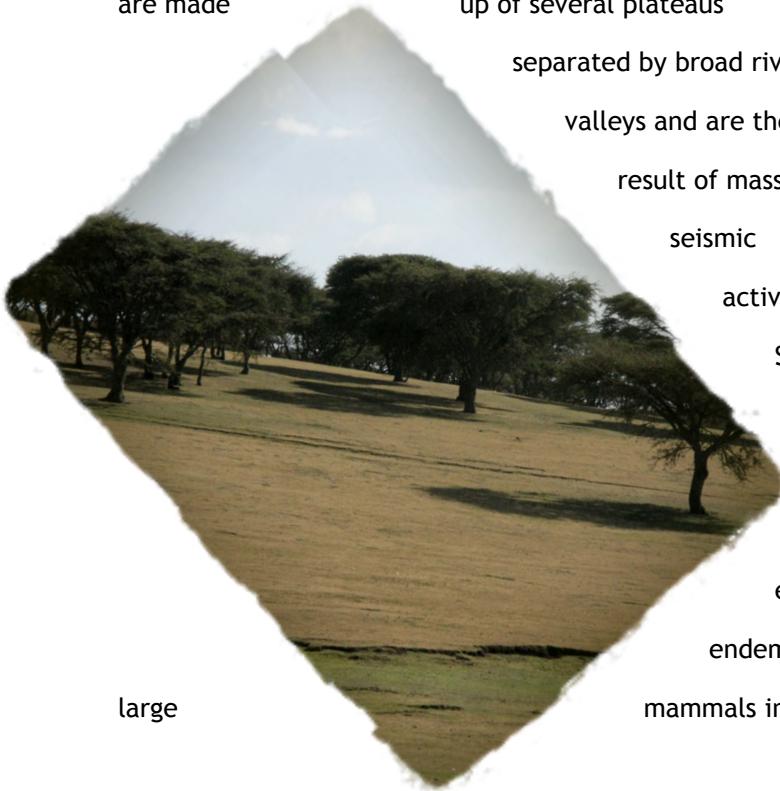 are made up of several plateaus
separated by broad riv
valleys and are the
result of mass
seismic
activ
endem
large mammals in